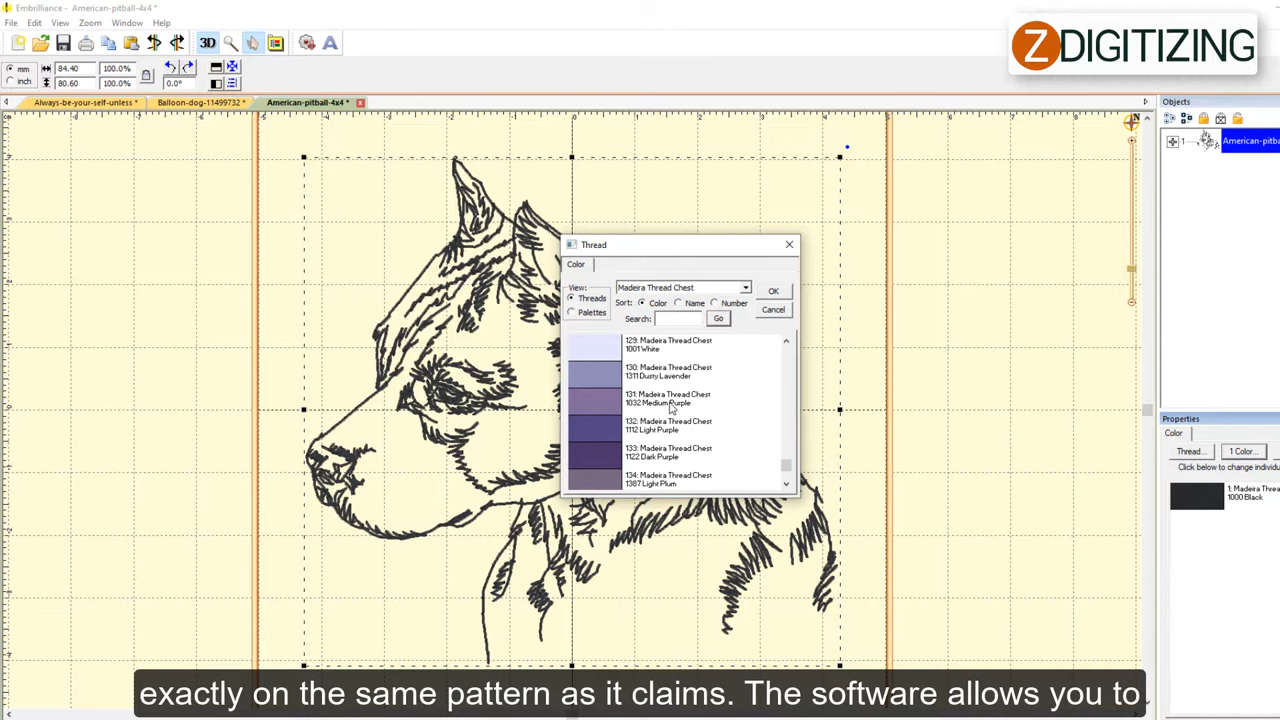 Embrilliance - American-pitball-4x4 *
File Edit View Zoom Window Help
Z DIGITIZING
3D
mm 84.40 100.0%
inch 80.60 100.0% 0.0°
Always-be-your-self-unless * Balloon-dog-11499732 * American-pitball-4x4 *
Objects
1 American-pitba
Thread
Color
View: Madeira Thread Chest OK
Threads Sort: Color Name Number
Palettes Search: Go Cancel
129: Madeira Thread Chest
1001 White
130: Madeira Thread Chest
1311 Dusty Lavender
131: Madeira Thread Chest
1032 Medium Purple
132: Madeira Thread Chest
1112 Light Purple
133: Madeira Thread Chest
1122 Dark Purple
134: Madeira Thread Chest
1387 Light Plum
Properties
Color
Thread... 1 Color...
Click below to change individu
1: Madeira Threa
1000 Black
exactly on the same pattern as it claims. The software allows you to